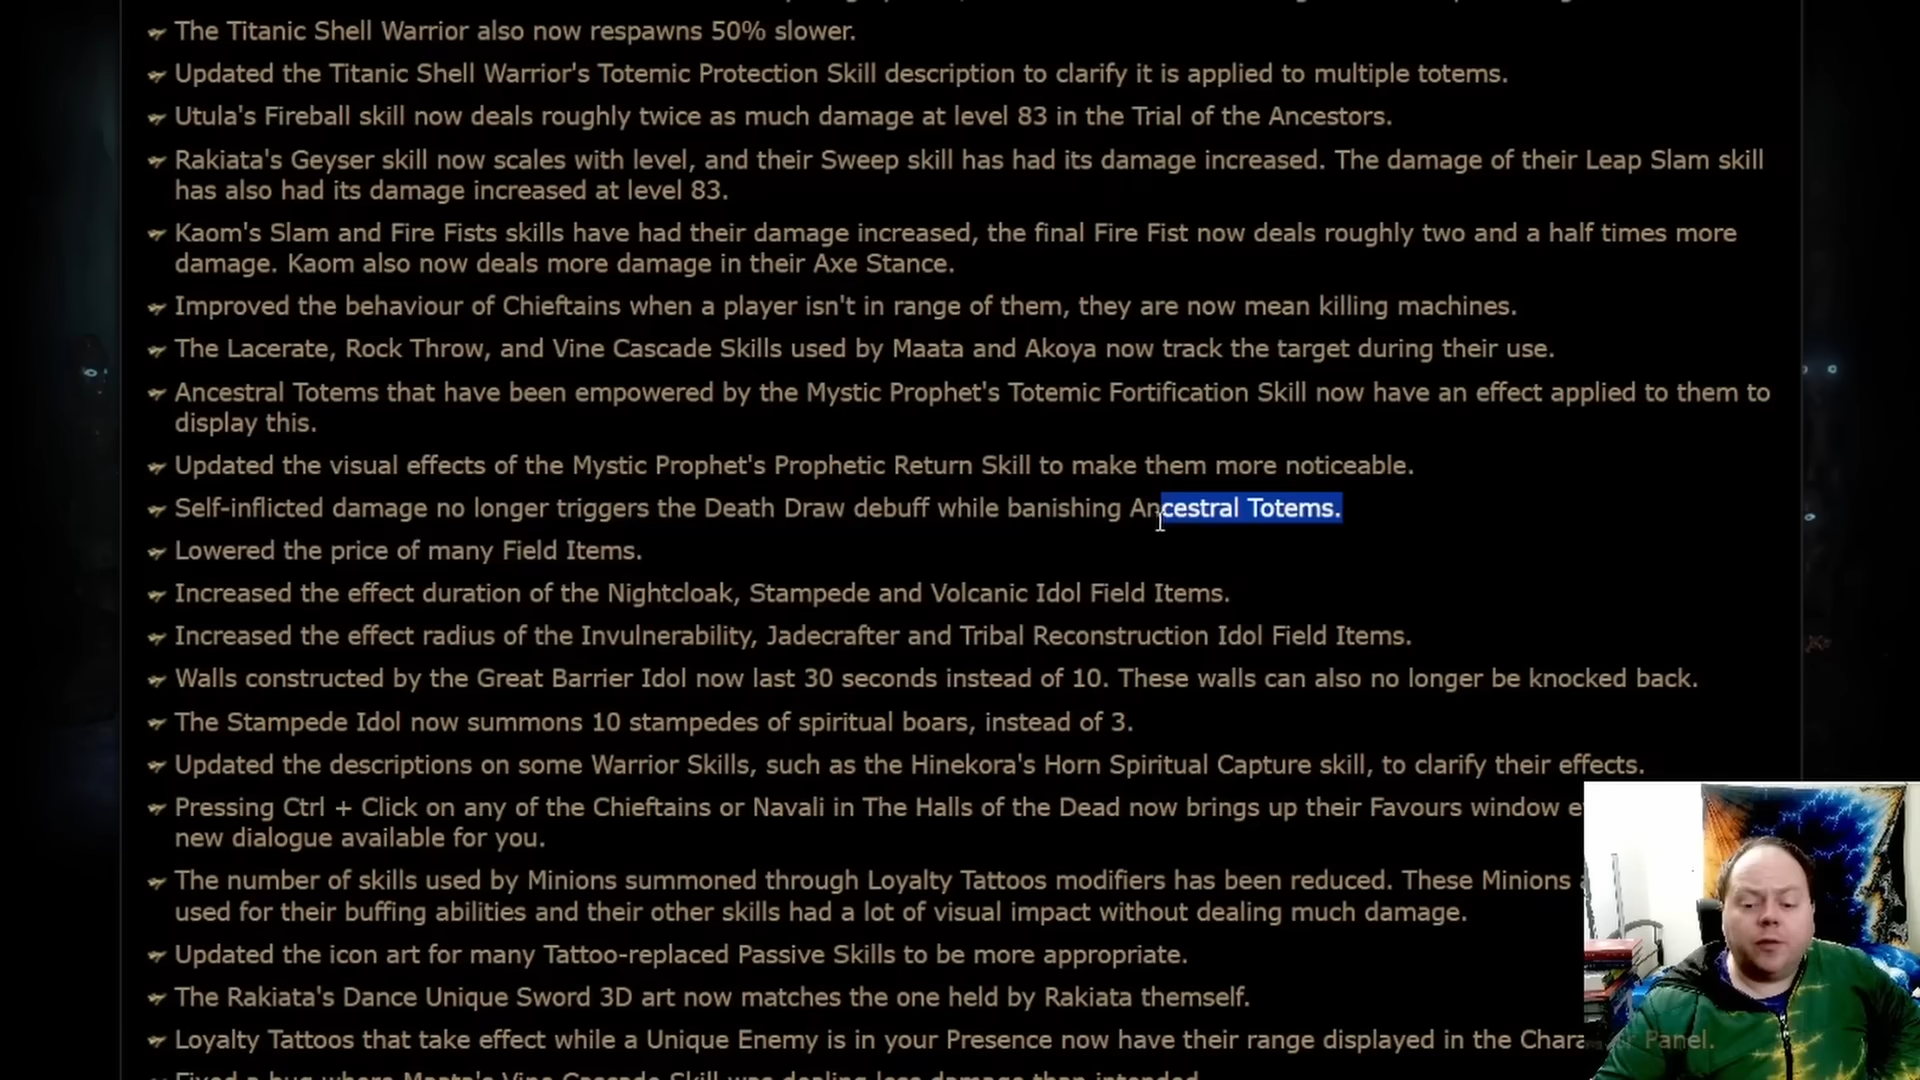 The Titanic Shell Warrior also now respawns 50% slower.
Updated the Titanic Shell Warrior's Totemic Protection Skill description to clarify it is applied to multiple totems.
Utula's Fireball skill now deals roughly twice as much damage at level 83 in the Trial of the Ancestors.
Rakiata's Geyser skill now scales with level, and their Sweep skill has had its damage increased. The damage of their Leap Slam skill
has also had its damage increased at level 83.
Kaom's Slam and Fire Fists skills have had their damage increased, the final Fire Fist now deals roughly two and a half times more
damage. Kaom also now deals more damage in their Axe Stance.
Improved the behaviour of Chieftains when a player isn't in range of them, they are now mean killing machines.
The Lacerate, Rock Throw, and Vine Cascade Skills used by Maata and Akoya now track the target during their use.
Ancestral Totems that have been empowered by the Mystic Prophet's Totemic Fortification Skill now have an effect applied to them to
display this.
Updated the visual effects of the Mystic Prophet's Prophetic Return Skill to make them more noticeable.
Self-inflicted damage no longer triggers the Death Draw debuff while banishing Ancestral Totems.
Lowered the price of many Field Items.
Increased the effect duration of the Nightcloak, Stampede and Volcanic Idol Field Items.
Increased the effect radius of the Invulnerability, Jadecrafter and Tribal Reconstruction Idol Field Items.
Walls constructed by the Great Barrier Idol now last 30 seconds instead of 10. These walls can also no longer be knocked back.
The Stampede Idol now summons 10 stampedes of spiritual boars, instead of 3.
Updated the descriptions on some Warrior Skills, such as the Hinekora's Horn Spiritual Capture skill, to clarify their effects.
Pressing Ctrl + Click on any of the Chieftains or Navali in The Halls of the Dead now brings up their Favours window
new dialogue available for you.
The number of skills used by Minions summoned through Loyalty Tattoos modifiers has been reduced. These Minions
used for their buffing abilities and their other skills had a lot of visual impact without dealing much damage.
Updated the icon art for many Tattoo-replaced Passive Skills to be more appropriate.
The Rakiata's Dance Unique Sword 3D art now matches the one held by Rakiata themself.
Loyalty Tattoos that take effect while a Unique Enemy is in your Presence now have their range displayed in the Character Panel.
Fixed a bug where Maata's Vine Cascade Skill was dealing less damage than intended.